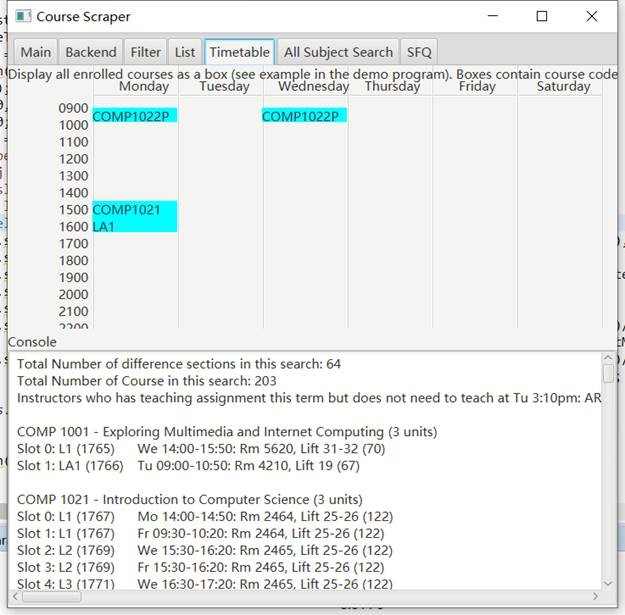 Course Scraper
Main Backend Filter List Timetable All Subject Search SFQ
Display all enrolled courses as a box (see example in the demo program). Boxes contain course code
Monday Tuesday Wednesday Thursday Friday Saturday
0900
COMP1022P COMP1022P
1000
1100
1200
1300
1400
1500 COMP1021
1600 LA1
1700
1800
1900
2000
2100
2200
Console
Total Number of difference sections in this search: 64
Total Number of Course in this search: 203
Instructors who has teaching assignment this term but does not need to teach at Tu 3:10pm: AR
COMP 1001 - Exploring Multimedia and Internet Computing (3 units)
Slot 0: L1 (1765) We 14:00-15:50: Rm 5620, Lift 31-32 (70)
Slot 1: LA1 (1766) Tu 09:00-10:50: Rm 4210, Lift 19 (67)
COMP 1021 - Introduction to Computer Science (3 units)
Slot 0: L1 (1767) Mo 14:00-14:50: Rm 2464, Lift 25-26 (122)
Slot 1: L1 (1767) Fr 09:30-10:20: Rm 2464, Lift 25-26 (122)
Slot 2: L2 (1769) We 15:30-16:20: Rm 2465, Lift 25-26 (122)
Slot 3: L2 (1769) Fr 15:30-16:20: Rm 2465, Lift 25-26 (122)
Slot 4: L3 (1771) We 16:30-17:20: Rm 2465, Lift 25-26 (122)